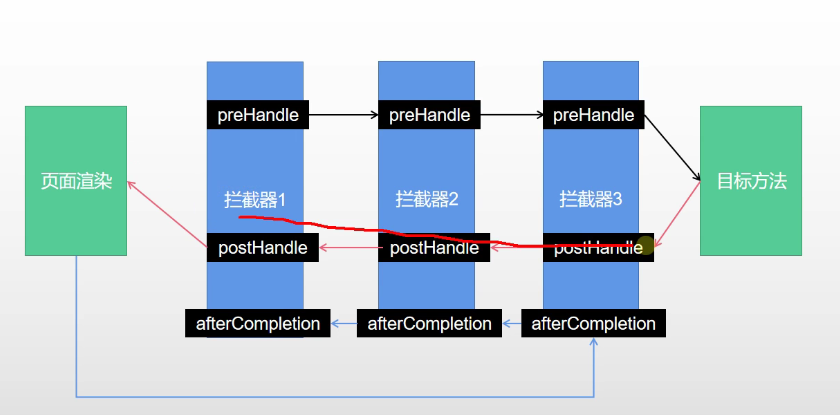 preHandle
preHandle
preHandle
页面渲染
拦截器1
拦截器2
拦截器3
目标方法
postHandle
postHandle
postHandle
afterCompletion
afterCompletion
afterCompletion